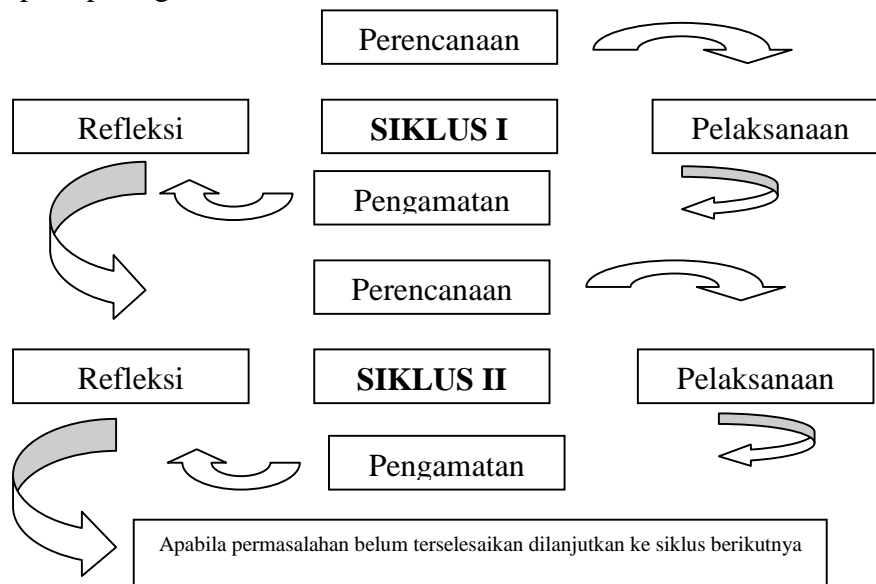 Perencanaan
Refleksi
SIKLUS I
Pelaksanaan
Pengamatan
Perencanaan
Refleksi
SIKLUS II
Pelaksanaan
Pengamatan
Apabila permasalahan belum terselesaikan dilanjutkan ke siklus berikutnya